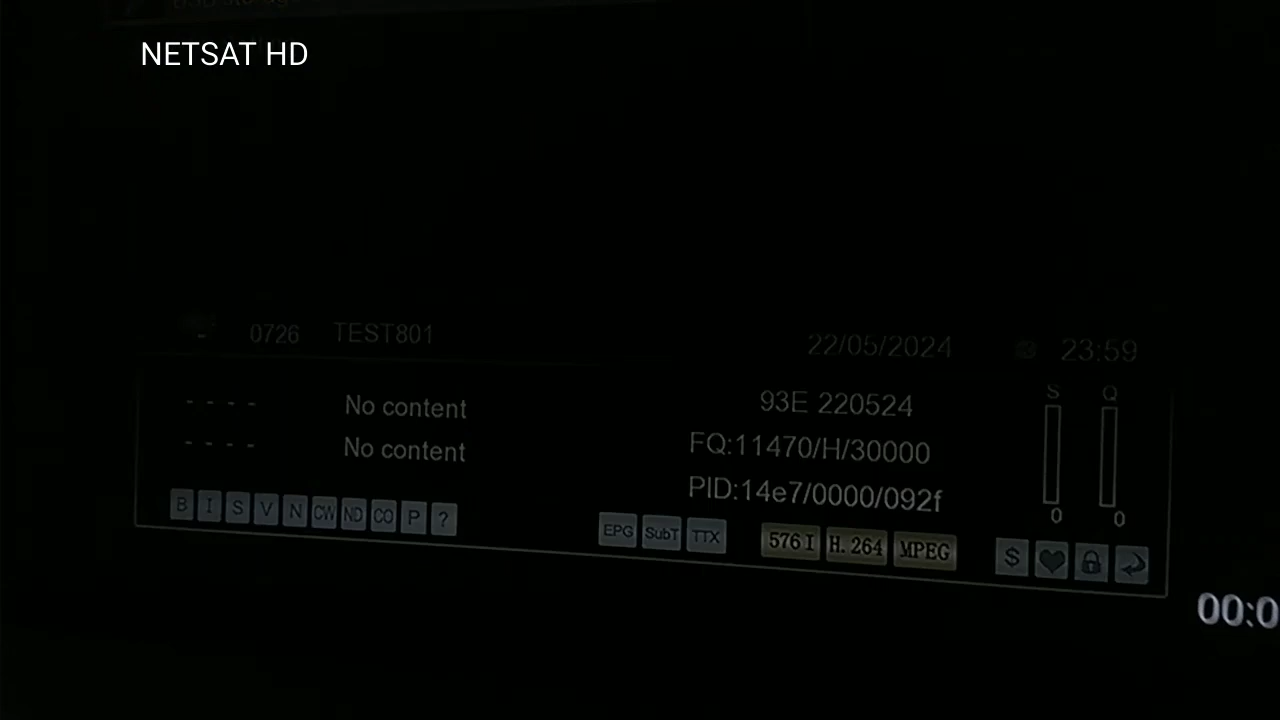 NETSAT HD
0726 TEST801
22/05/2024 23:59
---- No content
---- No content
93E 220524
FQ:11470/H/30000
PID:14e7/0000/092f
S Q
0 0
B I S V N CW ND CO P ?
EPG SubT TTX 576I H.264 MPEG $
00:0